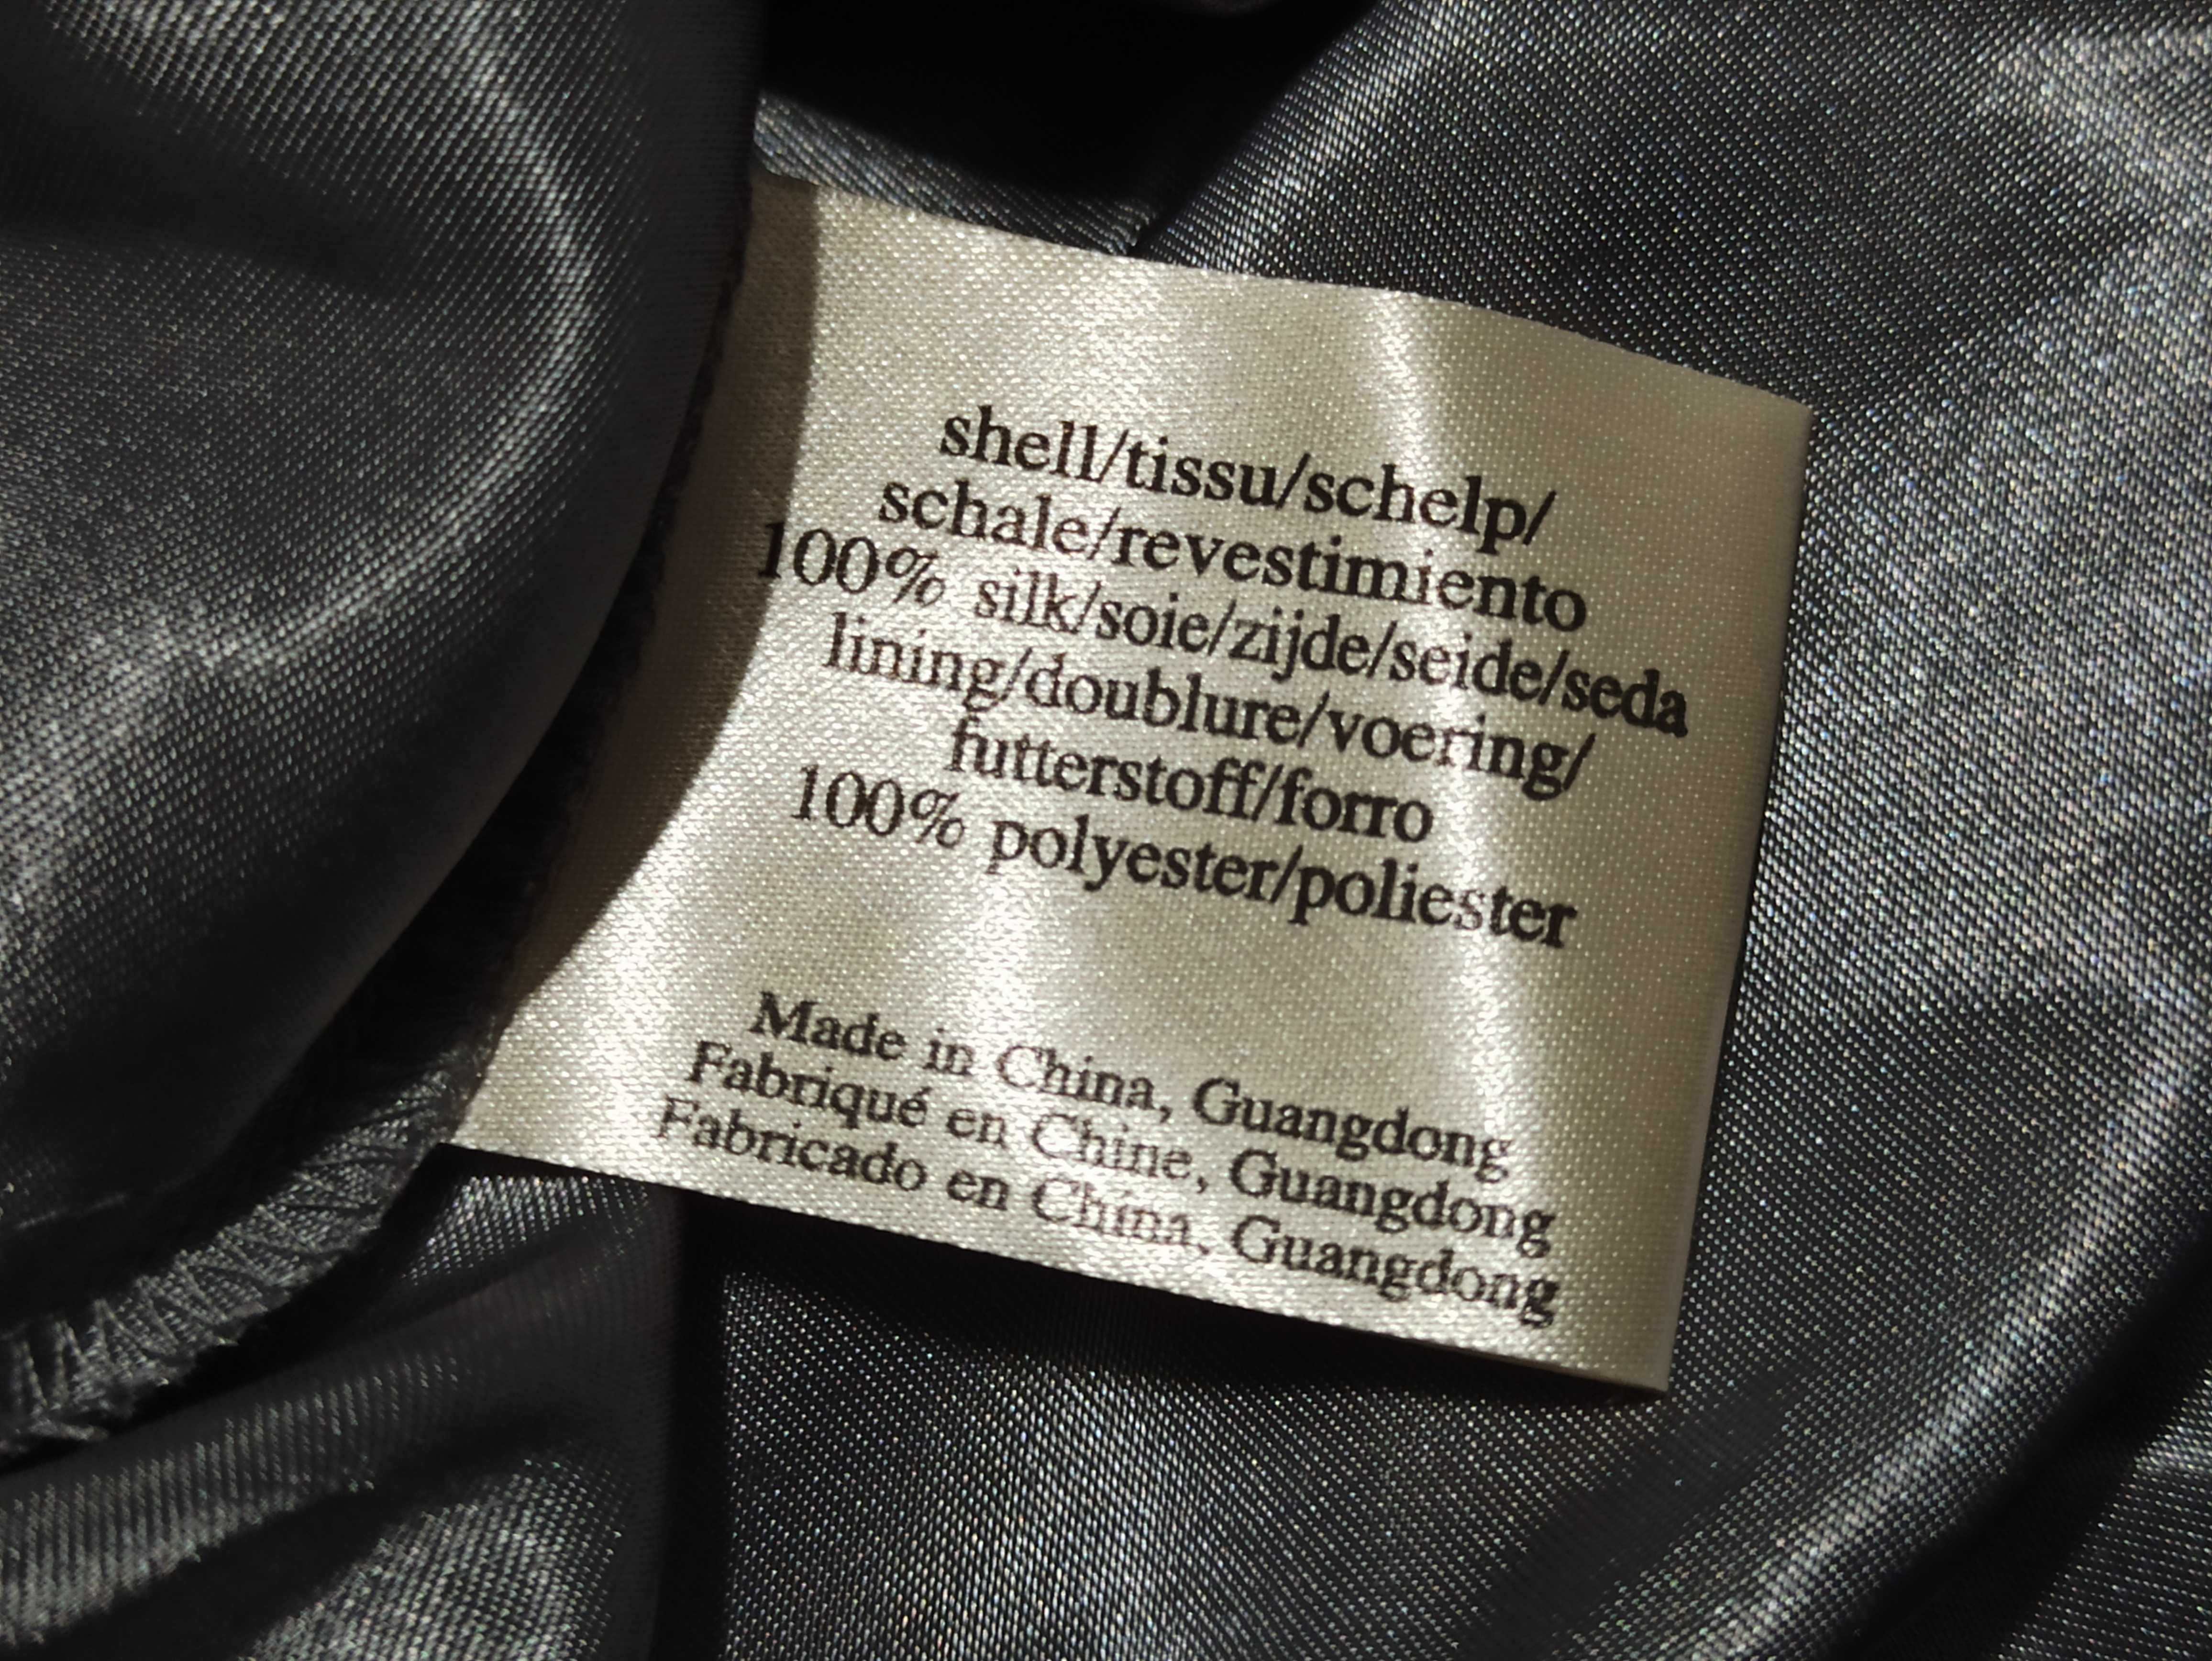 shell/tissu/schelp/
schale/revestimiento
100% silk/soie/zijde/seide/seda
lining/doublure/voering/
futterstoff/forro
100% polyester/poliester
Made in China, Guangdong
Fabriqué en Chine, Guangdong
Fabricado en China, Guangdong